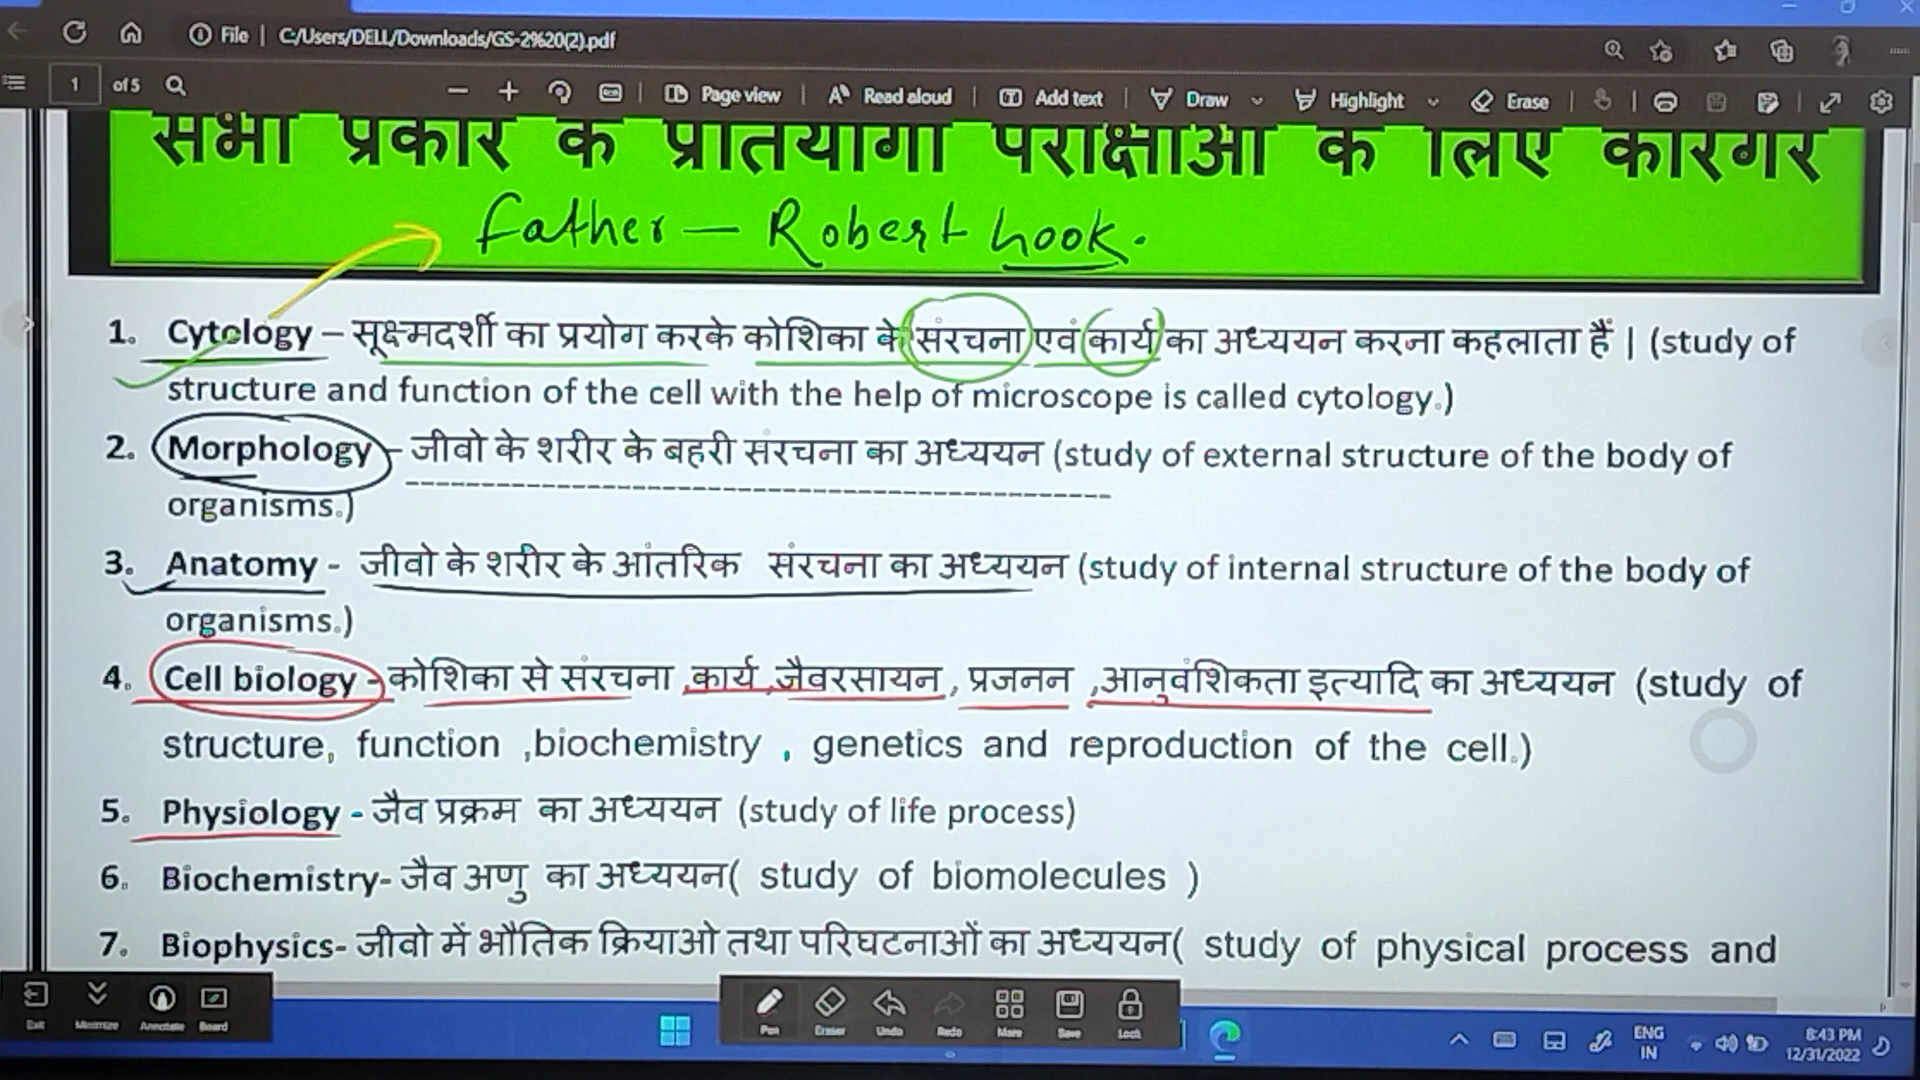 File | C:/Users/DELL/Downloads/GS-2%20(2).pdf
1 of 5 Page view Read aloud Add text Draw Highlight Erase
सभी प्रकार के प्रतियोगी परीक्षाओं के लिए कारगर
Father — Robert hook.
1. Cytology – सूक्ष्मदर्शी का प्रयोग करके कोशिका के संरचना एवं कार्य का अध्ययन करना कहलाता हैं | (study of
structure and function of the cell with the help of microscope is called cytology.)
2. Morphology – जीवो के शरीर के बहरी संरचना का अध्ययन (study of external structure of the body of
organisms.)
3. Anatomy - जीवो के शरीर के आंतरिक संरचना का अध्ययन (study of internal structure of the body of
organisms.)
4. Cell biology - कोशिका से संरचना ,कार्य ,जैवरसायन , प्रजनन ,आनुवंशिकता इत्यादि का अध्ययन (study of
structure, function ,biochemistry , genetics and reproduction of the cell.)
5. Physiology - जैव प्रक्रम का अध्ययन (study of life process)
6. Biochemistry- जैव अणु का अध्ययन( study of biomolecules )
7. Biophysics- जीवो में भौतिक क्रियाओ तथा परिघटनाओं का अध्ययन( study of physical process and
Exit Minimize Annotate Board Pen Eraser Undo Redo More Save Lock
ENG 8:43 PM
IN 12/31/2022